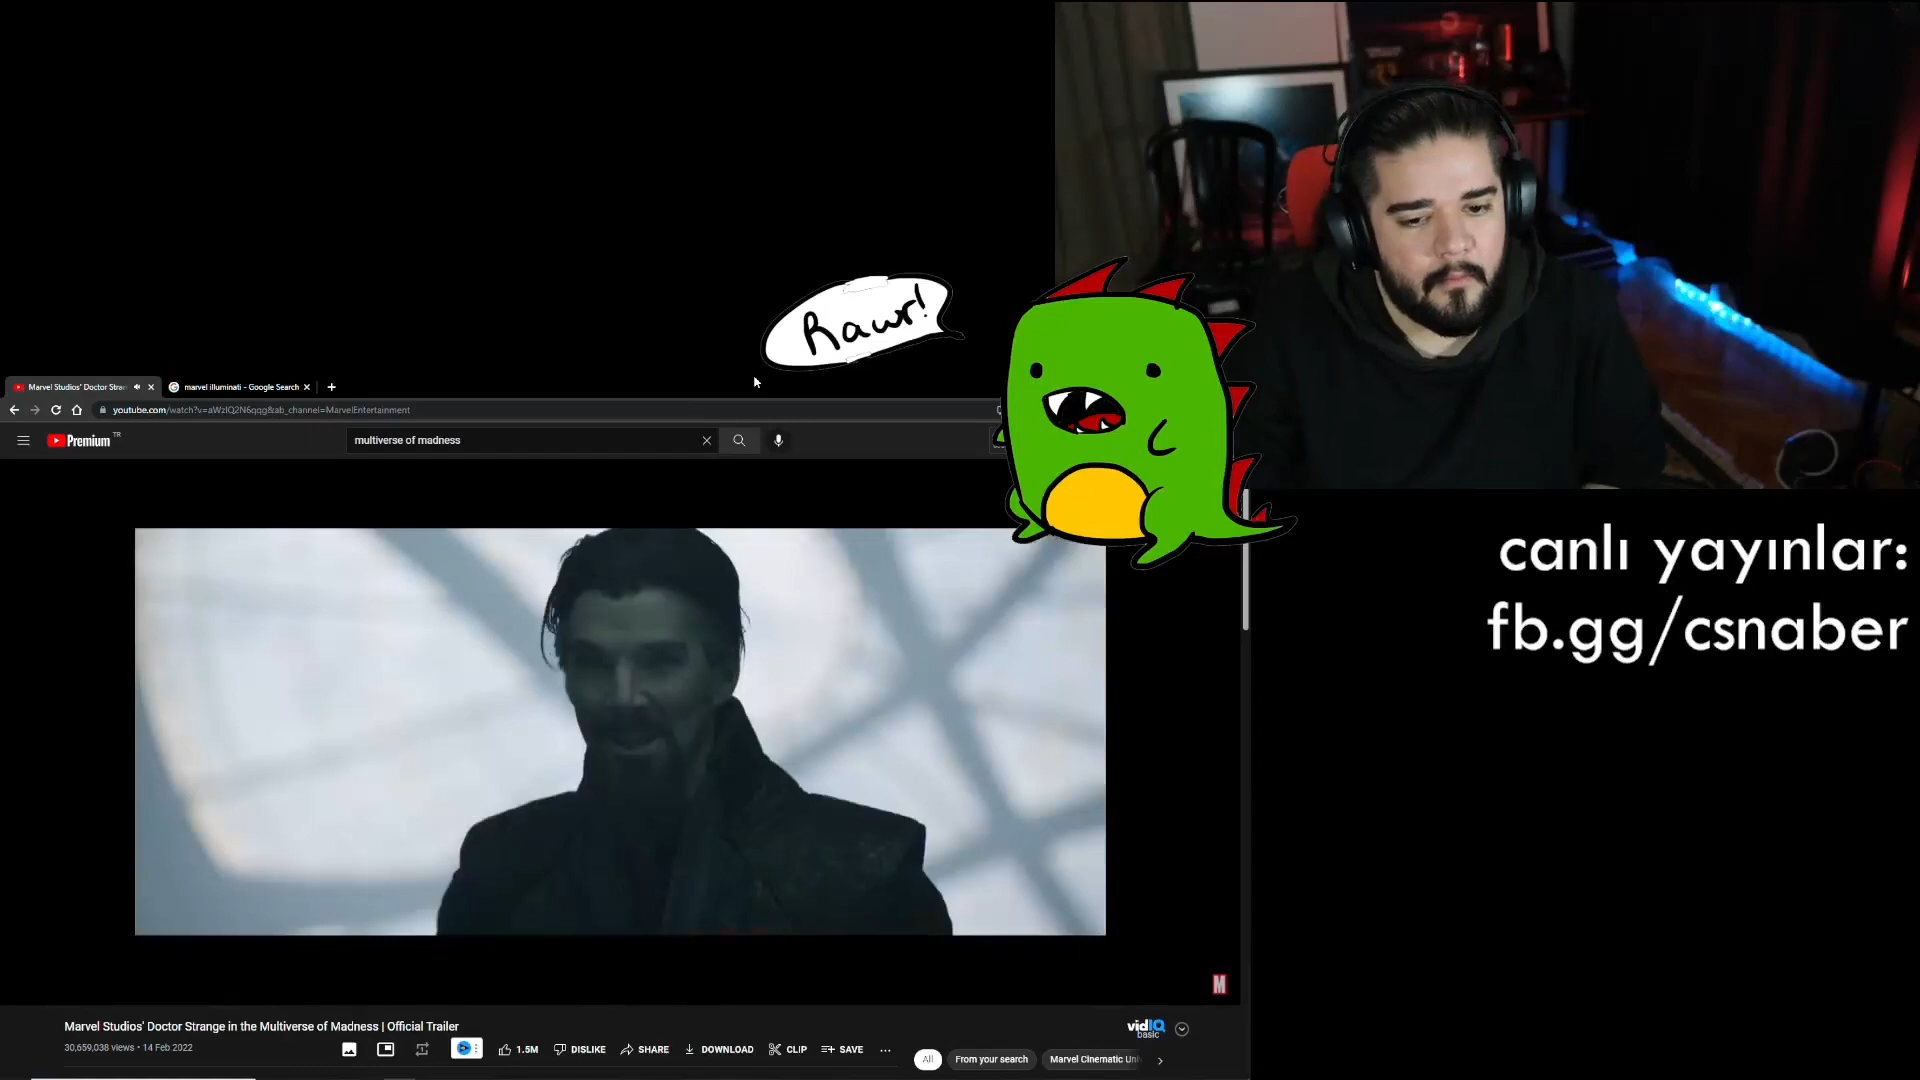 Rawr!
Marvel Studios' Doctor Stran
marvel illuminati - Google Search
youtube.com/watch?v=aWzlQ2N6qqg&ab_channel=MarvelEntertainment
Premium TR
multiverse of madness
canlı yayınlar:
fb.gg/csnaber
M
Marvel Studios' Doctor Strange in the Multiverse of Madness | Official Trailer
vidIQ
basic
30,659,038 views • 14 Feb 2022
1.5M DISLIKE SHARE DOWNLOAD CLIP SAVE
All From your search Marvel Cinematic Uni